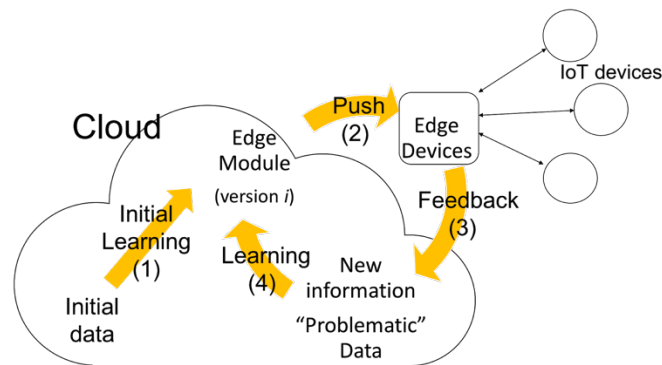 Cloud
Edge
Module
(version i)
Push
(2)
Edge
Devices
IoT devices
Feedback
(3)
Initial
Learning
(1)
Learning
(4)
New
information
“Problematic”
Data
Initial
data